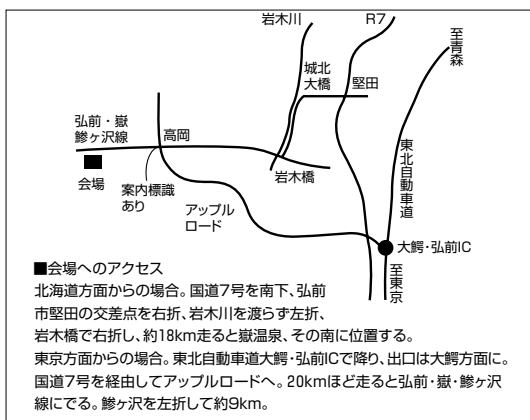 岩木川
R7
至青森
城北
大橋
堅田
弘前・嶽
鰺ヶ沢線
高岡
会場
案内標識
あり
岩木橋
アップル
ロード
東北自動車道
大鰐・弘前IC
至東京
■会場へのアクセス
北海道方面からの場合。国道7号を南下、弘前
市堅田の交差点を右折、岩木川を渡らず左折、
岩木橋で右折し、約18km走ると嶽温泉、その南に位置する。
東京方面からの場合。東北自動車道大鰐・弘前ICで降り、出口は大鰐方面に。
国道7号を経由してアップルロードへ。20kmほど走ると弘前・嶽・鰺ヶ沢
線にでる。鰺ヶ沢を左折して約9km。